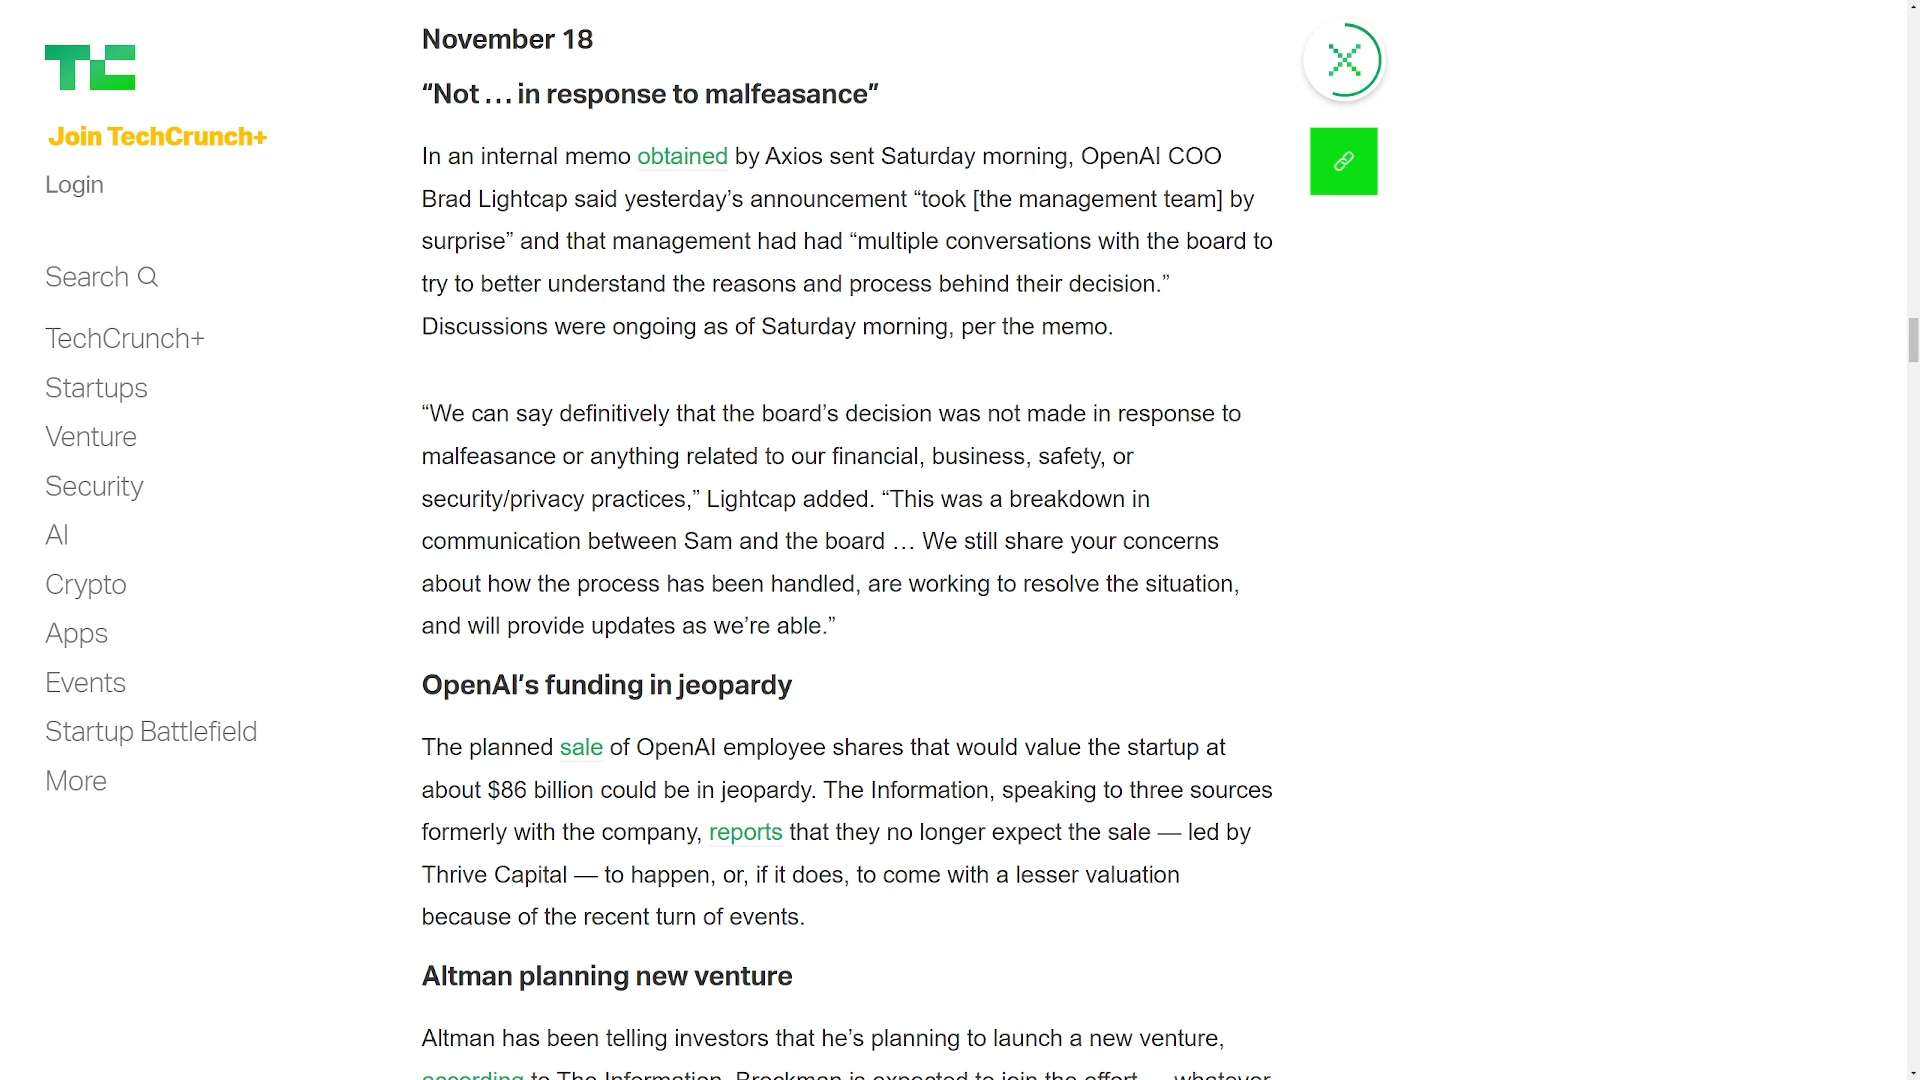 TC
Join TechCrunch+
Login
Search
TechCrunch+
Startups
Venture
Security
AI
Crypto
Apps
Events
Startup Battlefield
More
November 18
“Not … in response to malfeasance”
In an internal memo obtained by Axios sent Saturday morning, OpenAI COO
Brad Lightcap said yesterday’s announcement “took [the management team] by
surprise” and that management had had “multiple conversations with the board to
try to better understand the reasons and process behind their decision.”
Discussions were ongoing as of Saturday morning, per the memo.
“We can say definitively that the board’s decision was not made in response to
malfeasance or anything related to our financial, business, safety, or
security/privacy practices,” Lightcap added. “This was a breakdown in
communication between Sam and the board … We still share your concerns
about how the process has been handled, are working to resolve the situation,
and will provide updates as we’re able.”
OpenAI’s funding in jeopardy
The planned sale of OpenAI employee shares that would value the startup at
about $86 billion could be in jeopardy. The Information, speaking to three sources
formerly with the company, reports that they no longer expect the sale — led by
Thrive Capital — to happen, or, if it does, to come with a lesser valuation
because of the recent turn of events.
Altman planning new venture
Altman has been telling investors that he’s planning to launch a new venture,
according to The Information. Brockman is expected to join the effort — whatever